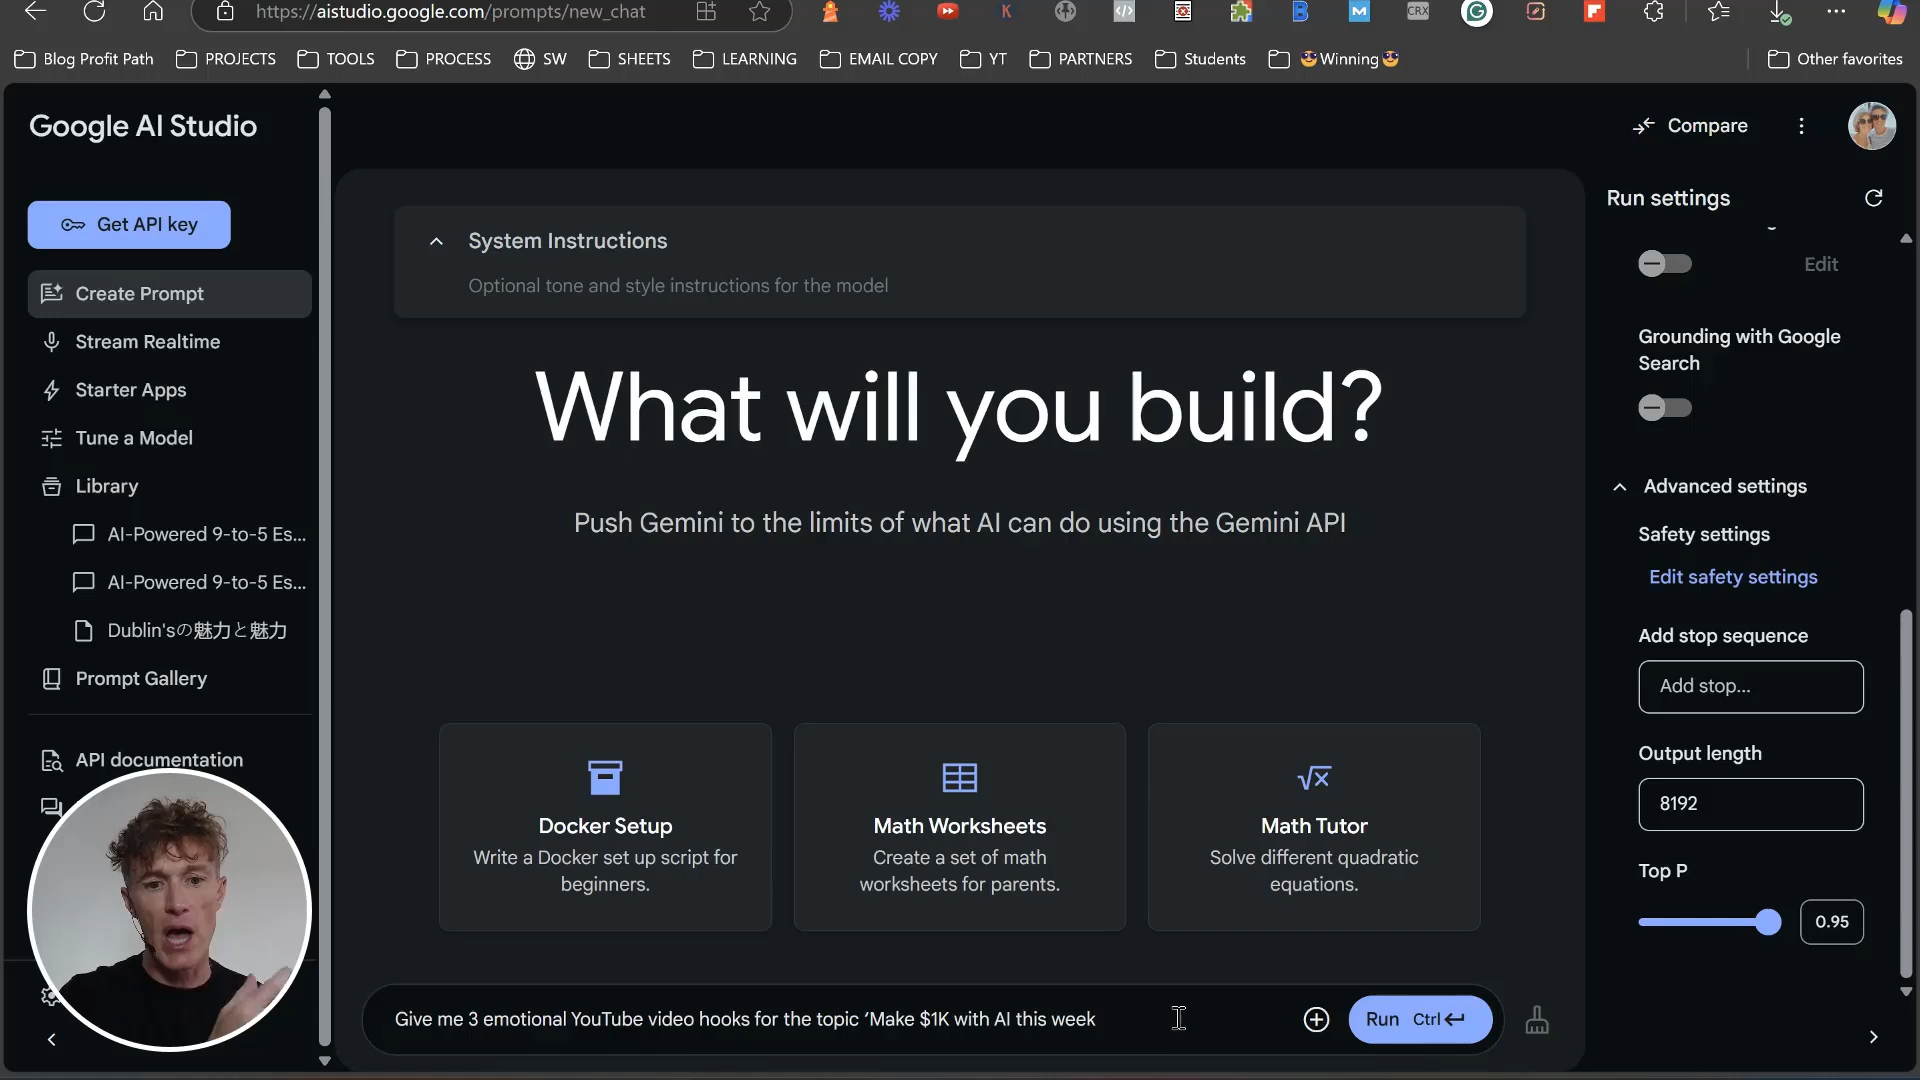 https://aistudio.google.com/prompts/new_chat
CRX
Blog Profit Path
PROJECTS
TOOLS
PROCESS
SW
SHEETS
LEARNING
EMAIL COPY
YT
PARTNERS
Students
🤓Winning🤓
Other favorites
Google AI Studio
Get API key
Create Prompt
Stream Realtime
Starter Apps
Tune a Model
Library
AI-Powered 9-to-5 Es...
AI-Powered 9-to-5 Es...
Dublin'sの魅力と魅力
Prompt Gallery
API documentation
System Instructions
Optional tone and style instructions for the model
What will you build?
Push Gemini to the limits of what AI can do using the Gemini API
Docker Setup
Write a Docker set up script for
beginners.
Math Worksheets
Create a set of math
worksheets for parents.
Math Tutor
Solve different quadratic
equations.
Give me 3 emotional YouTube video hooks for the topic ‘Make $1K with AI this week
Run Ctrl
Compare
Run settings
Edit
Grounding with Google
Search
Advanced settings
Safety settings
Edit safety settings
Add stop sequence
Add stop...
Output length
8192
Top P
0.95